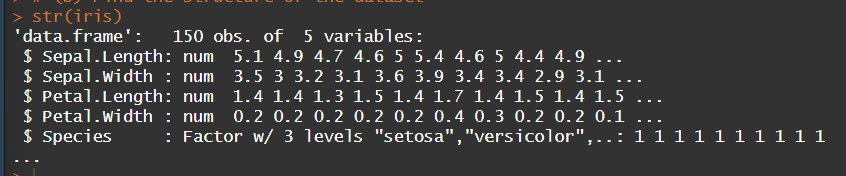 > # (b) Find the structure of the dataset
> str(iris)
'data.frame':   150 obs. of  5 variables:
 $ Sepal.Length: num  5.1 4.9 4.7 4.6 5 5.4 4.6 5 4.4 4.9 ...
 $ Sepal.Width : num  3.5 3 3.2 3.1 3.6 3.9 3.4 3.4 2.9 3.1 ...
 $ Petal.Length: num  1.4 1.4 1.3 1.5 1.4 1.7 1.4 1.5 1.4 1.5 ...
 $ Petal.Width : num  0.2 0.2 0.2 0.2 0.2 0.4 0.3 0.2 0.2 0.1 ...
 $ Species     : Factor w/ 3 levels "setosa","versicolor",..: 1 1 1 1 1 1 1 1 1 1
...
>